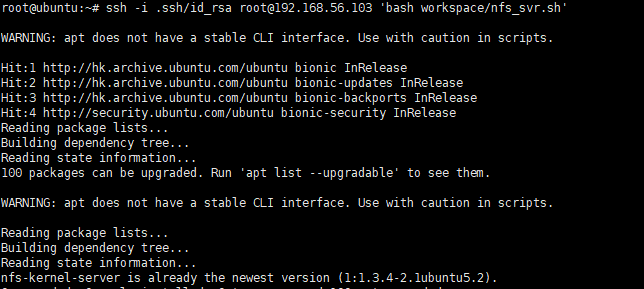 root@ubuntu:~# ssh -i .ssh/id_rsa root@192.168.56.103 'bash workspace/nfs_svr.sh'
WARNING: apt does not have a stable CLI interface. Use with caution in scripts.
Hit:1 http://hk.archive.ubuntu.com/ubuntu bionic InRelease
Hit:2 http://hk.archive.ubuntu.com/ubuntu bionic-updates InRelease
Hit:3 http://hk.archive.ubuntu.com/ubuntu bionic-backports InRelease
Hit:4 http://security.ubuntu.com/ubuntu bionic-security InRelease
Reading package lists...
Building dependency tree...
Reading state information...
100 packages can be upgraded. Run 'apt list --upgradable' to see them.
WARNING: apt does not have a stable CLI interface. Use with caution in scripts.
Reading package lists...
Building dependency tree...
Reading state information...
nfs-kernel-server is already the newest version (1:1.3.4-2.1ubuntu5.2).